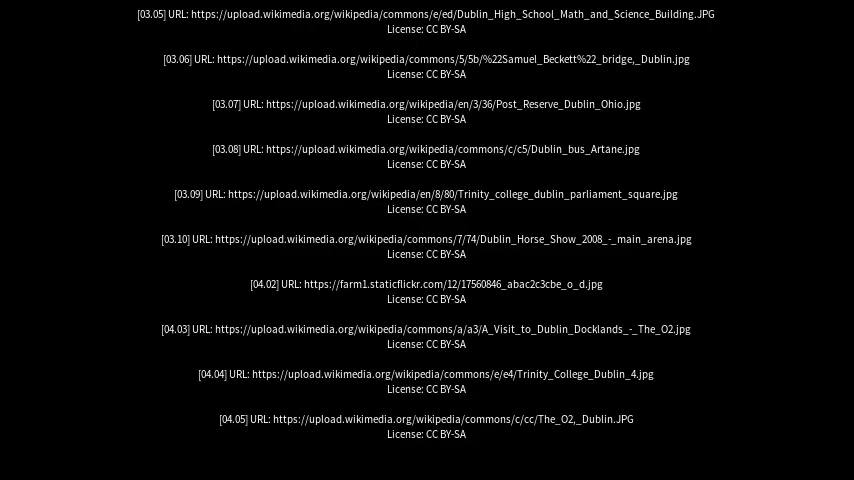 [03.05] URL: https://upload.wikimedia.org/wikipedia/commons/e/ed/Dublin_High_School_Math_and_Science_Building.JPG
License: CC BY-SA
[03.06] URL: https://upload.wikimedia.org/wikipedia/commons/5/5b/%22Samuel_Beckett%22_bridge,_Dublin.jpg
License: CC BY-SA
[03.07] URL: https://upload.wikimedia.org/wikipedia/en/3/36/Post_Reserve_Dublin_Ohio.jpg
License: CC BY-SA
[03.08] URL: https://upload.wikimedia.org/wikipedia/commons/c/c5/Dublin_bus_Artane.jpg
License: CC BY-SA
[03.09] URL: https://upload.wikimedia.org/wikipedia/en/8/80/Trinity_college_dublin_parliament_square.jpg
License: CC BY-SA
[03.10] URL: https://upload.wikimedia.org/wikipedia/commons/7/74/Dublin_Horse_Show_2008_-_main_arena.jpg
License: CC BY-SA
[04.02] URL: https://farm1.staticflickr.com/12/17560846_abac2c3cbe_o_d.jpg
License: CC BY-SA
[04.03] URL: https://upload.wikimedia.org/wikipedia/commons/a/a3/A_Visit_to_Dublin_Docklands_-_The_O2.jpg
License: CC BY-SA
[04.04] URL: https://upload.wikimedia.org/wikipedia/commons/e/e4/Trinity_College_Dublin_4.jpg
License: CC BY-SA
[04.05] URL: https://upload.wikimedia.org/wikipedia/commons/c/cc/The_O2,_Dublin.JPG
License: CC BY-SA